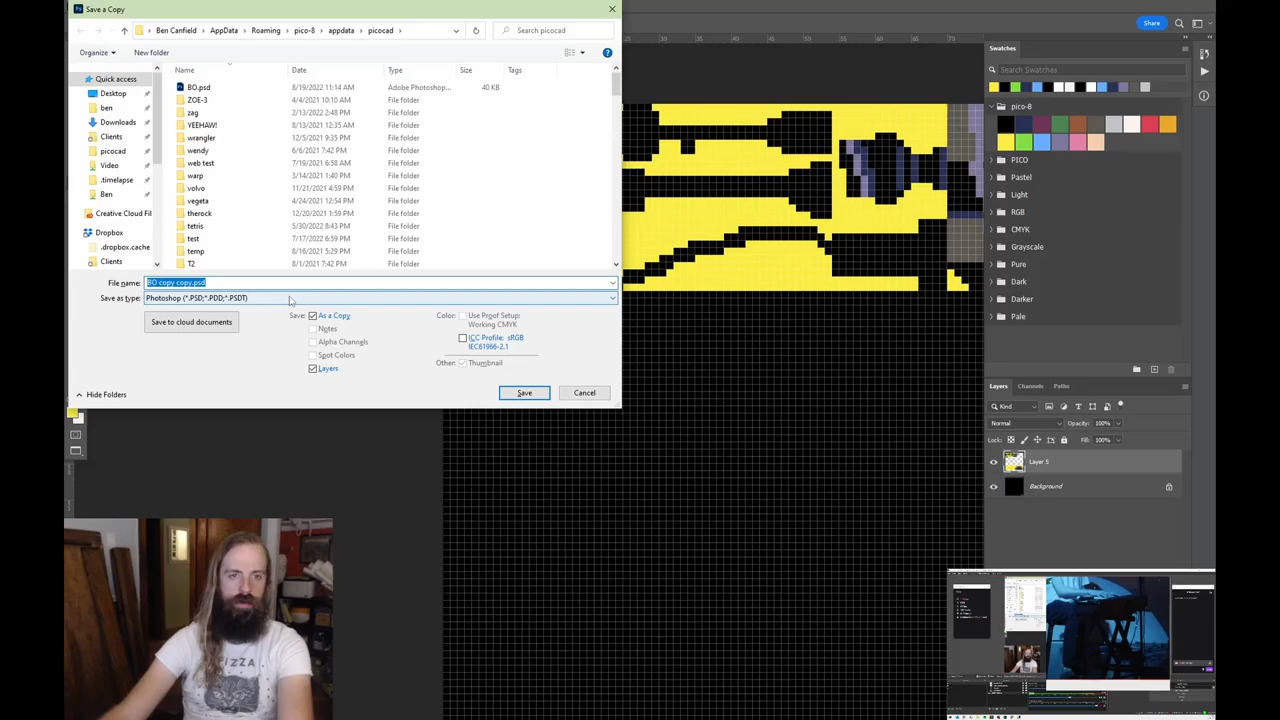 Save a Copy
Ben Canfield > AppData > Roaming > pico-8 > appdata > picocad >
Search picocad
Organize
New folder
Name Date Type Size Tags
BO.psd 8/19/2022 11:14 AM Adobe Photoshop... 40 KB
ZOE-3 4/4/2021 10:10 AM File folder
zag 2/13/2022 2:48 PM File folder
YEEHAW! 8/13/2021 12:35 AM File folder
wrangler 12/5/2021 9:35 PM File folder
wendy 6/6/2021 7:42 PM File folder
web test 7/19/2021 6:58 AM File folder
warp 3/14/2021 1:40 PM File folder
volvo 11/21/2021 4:59 PM File folder
vegeta 4/24/2021 12:54 PM File folder
therock 12/20/2021 1:59 PM File folder
tetris 5/30/2022 8:43 PM File folder
test 7/17/2022 6:59 PM File folder
temp 8/16/2021 5:29 PM File folder
T2 8/1/2021 7:42 PM File folder
Quick access
Desktop
ben
Downloads
Clients
picocad
Video
.timelapse
Ben
Creative Cloud Fil
Dropbox
.dropbox.cache
Clients
File name: BO copy copy.psd
Save as type: Photoshop (*.PSD;*.PDD;*.PSDT)
Save to cloud documents
Save: As a Copy
Notes
Alpha Channels
Spot Colors
Layers
Color: Use Proof Setup:
Working CMYK
ICC Profile: sRGB
IEC61966-2.1
Other: Thumbnail
Hide Folders
Save
Cancel
25 30 35 40 45 50 55 60 65 70
Share
Swatches
Search Swatches
pico-8
PICO
Pastel
Light
RGB
CMYK
Grayscale
Pure
Dark
Darker
Pale
Layers Channels Paths
Kind
Normal Opacity: 100%
Lock: Fill: 100%
Layer 5
Background
PIZZA